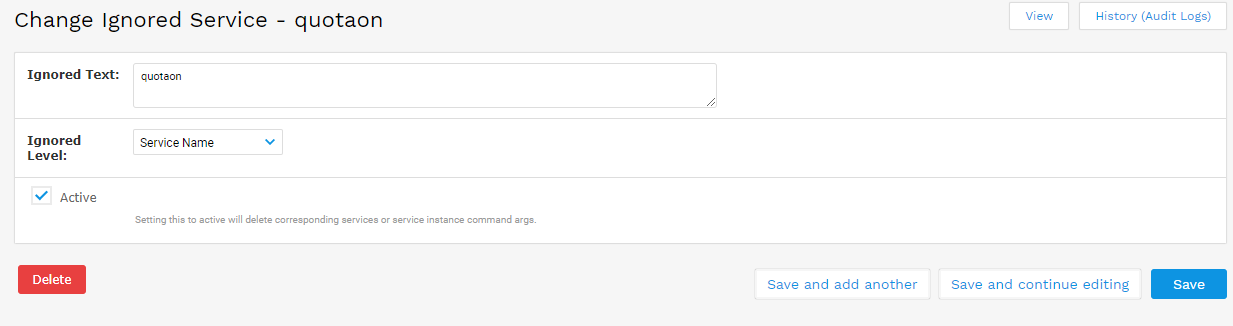 Change Ignored Service - quotaon
View
History (Audit Logs)
Ignored Text:
quotaon
Ignored
Level:
Service Name
Active
Setting this to active will delete corresponding services or service instance command args.
Delete
Save and add another
Save and continue editing
Save